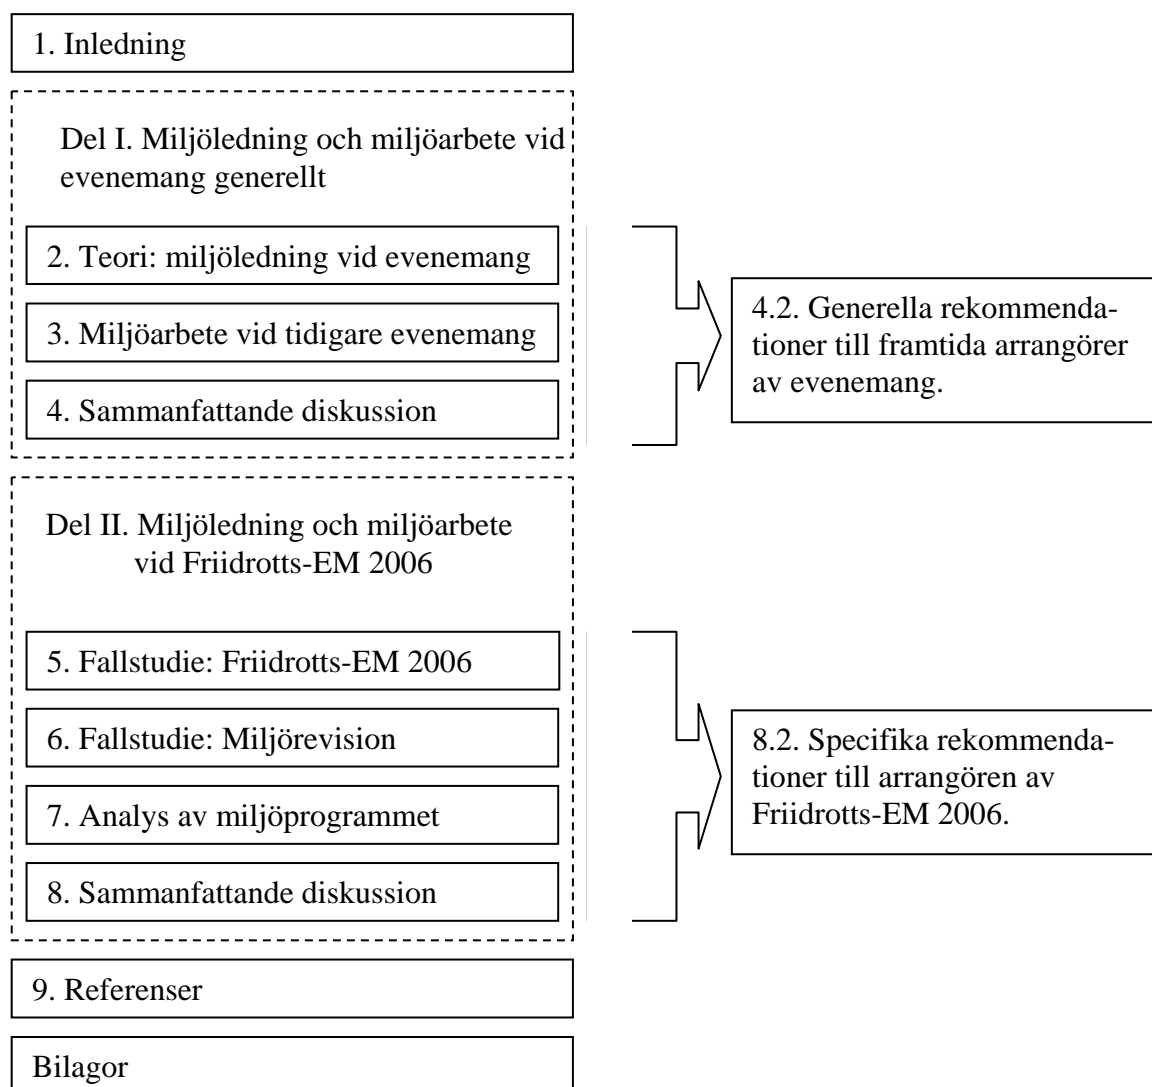 1. Inledning
Del I. Miljöledning och miljöarbete vid
evenemang generellt
2. Teori: miljöledning vid evenemang
3. Miljöarbete vid tidigare evenemang
4. Sammanfattande diskussion
4.2. Generella rekommenda-
tioner till framtida arrangörer
av evenemang.
Del II. Miljöledning och miljöarbete
vid Friidrotts-EM 2006
5. Fallstudie: Friidrotts-EM 2006
6. Fallstudie: Miljörevision
7. Analys av miljöprogrammet
8. Sammanfattande diskussion
8.2. Specifika rekommenda-
tioner till arrangören av
Friidrotts-EM 2006.
9. Referenser
Bilagor